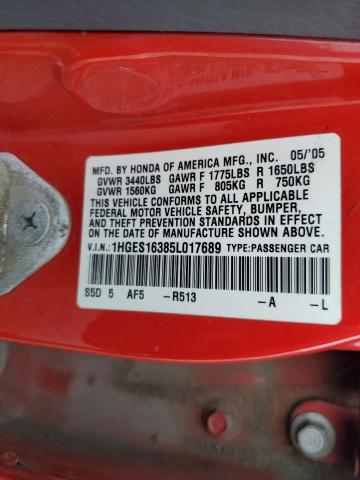 MFD. BY HONDA OF AMERICA MFG., INC. 05/'05
GVWR 3440LBS GAWR F 1775LBS R 1650LBS
GVWR 1560KG GAWR F 805KG R 750KG
THIS VEHICLE CONFORMS TO ALL APPLICABLE
FEDERAL MOTOR VEHICLE SAFETY, BUMPER,
AND THEFT PREVENTION STANDARDS IN EFFECT
ON THE DATE OF MANUFACTURE SHOWN ABOVE.
V.I.N.: 1HGES16385L017689 TYPE: PASSENGER CAR
S5D 5 AF5 -R513 -A -L